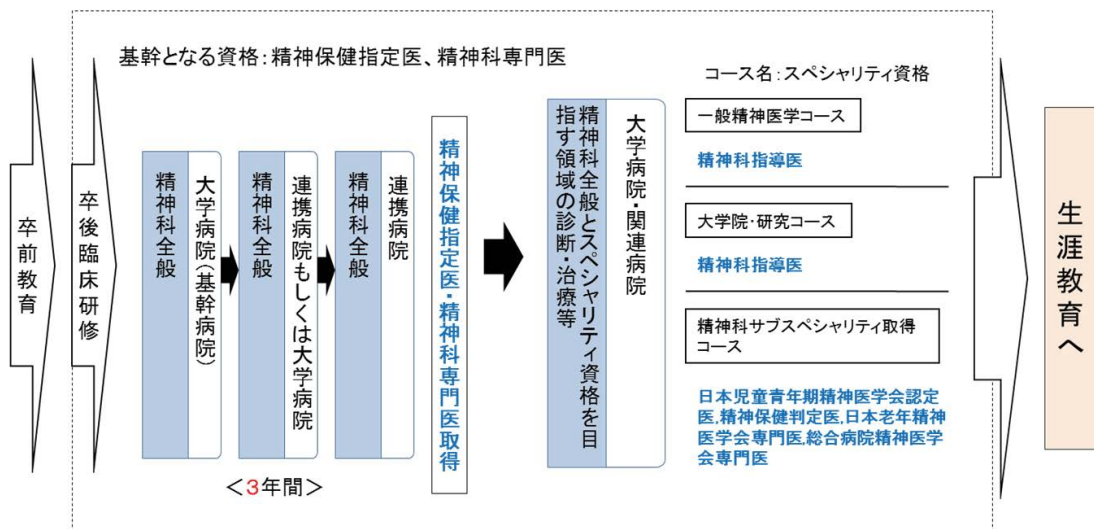 基幹となる資格:精神保健指定医、精神科専門医
卒前教育
卒後臨床研修
精神科全般
大学病院(基幹病院)
精神科全般
連携病院もしくは大学病院
精神科全般
連携病院
<3年間>
精神保健指定医・精神科専門医取得
精神科全般とスペシャリティ資格を目
指す領域の診断・治療等
大学病院・関連病院
コース名:スペシャリティ資格
一般精神医学コース
精神科指導医
大学院・研究コース
精神科指導医
精神科サブスペシャリティ取得
コース
日本児童青年期精神医学会認定
医,精神保健判定医,日本老年精神
医学会専門医,総合病院精神医学
会専門医
生涯教育へ